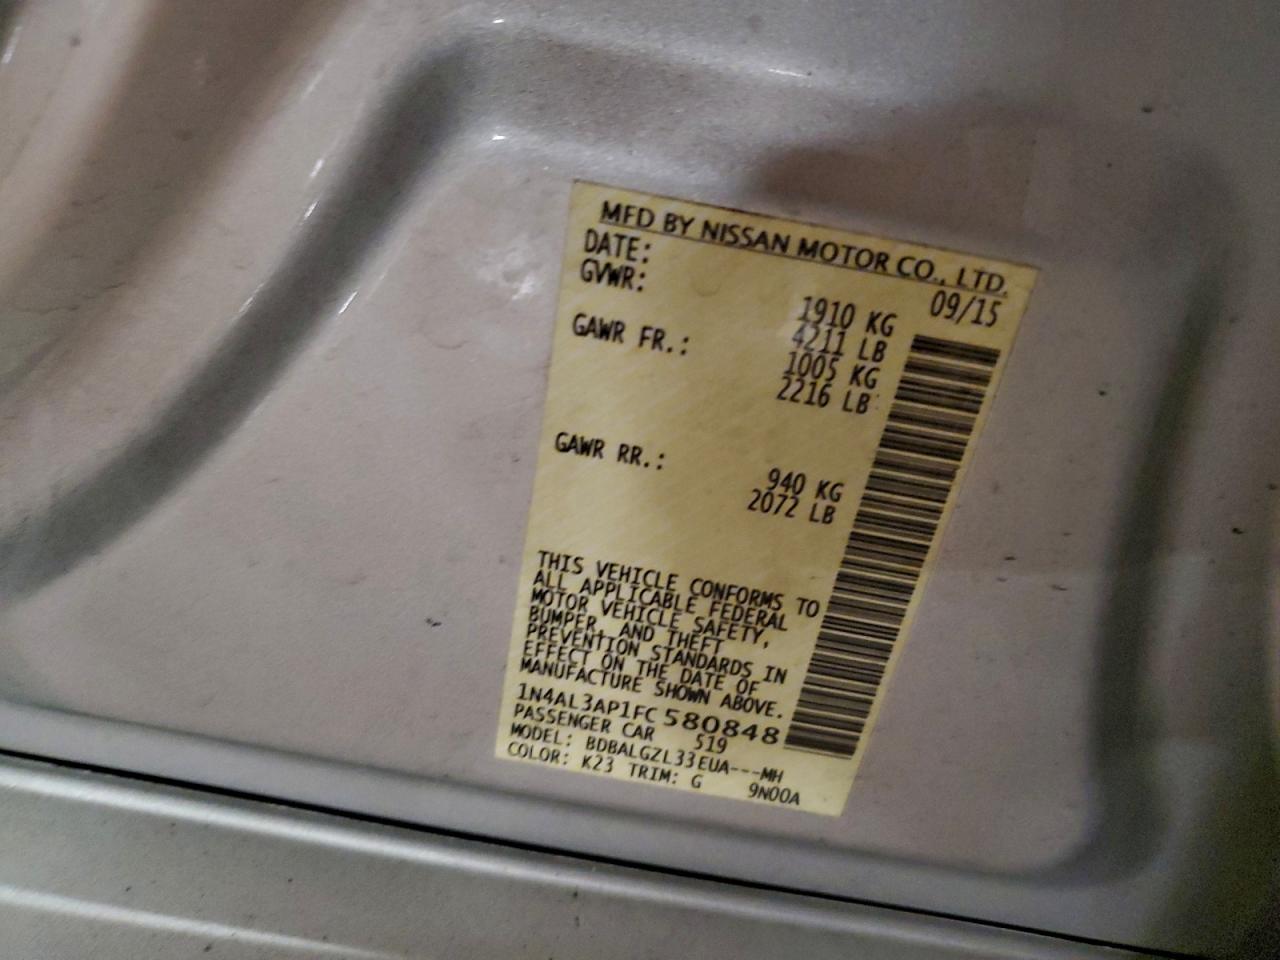 MFD BY NISSAN MOTOR CO., LTD.
DATE: 09/15
GVWR: 1910 KG
4211 LB
GAWR FR.: 1005 KG
2216 LB
GAWR RR.: 940 KG
2072 LB
THIS VEHICLE CONFORMS TO
ALL APPLICABLE FEDERAL
MOTOR VEHICLE SAFETY,
BUMPER, AND THEFT
PREVENTION STANDARDS IN
EFFECT ON THE DATE OF
MANUFACTURE SHOWN ABOVE.
1N4AL3AP1FC580848
PASSENGER CAR 519
MODEL: BDBALGZL33EUA---MH
COLOR: K23 TRIM: G 9N00A